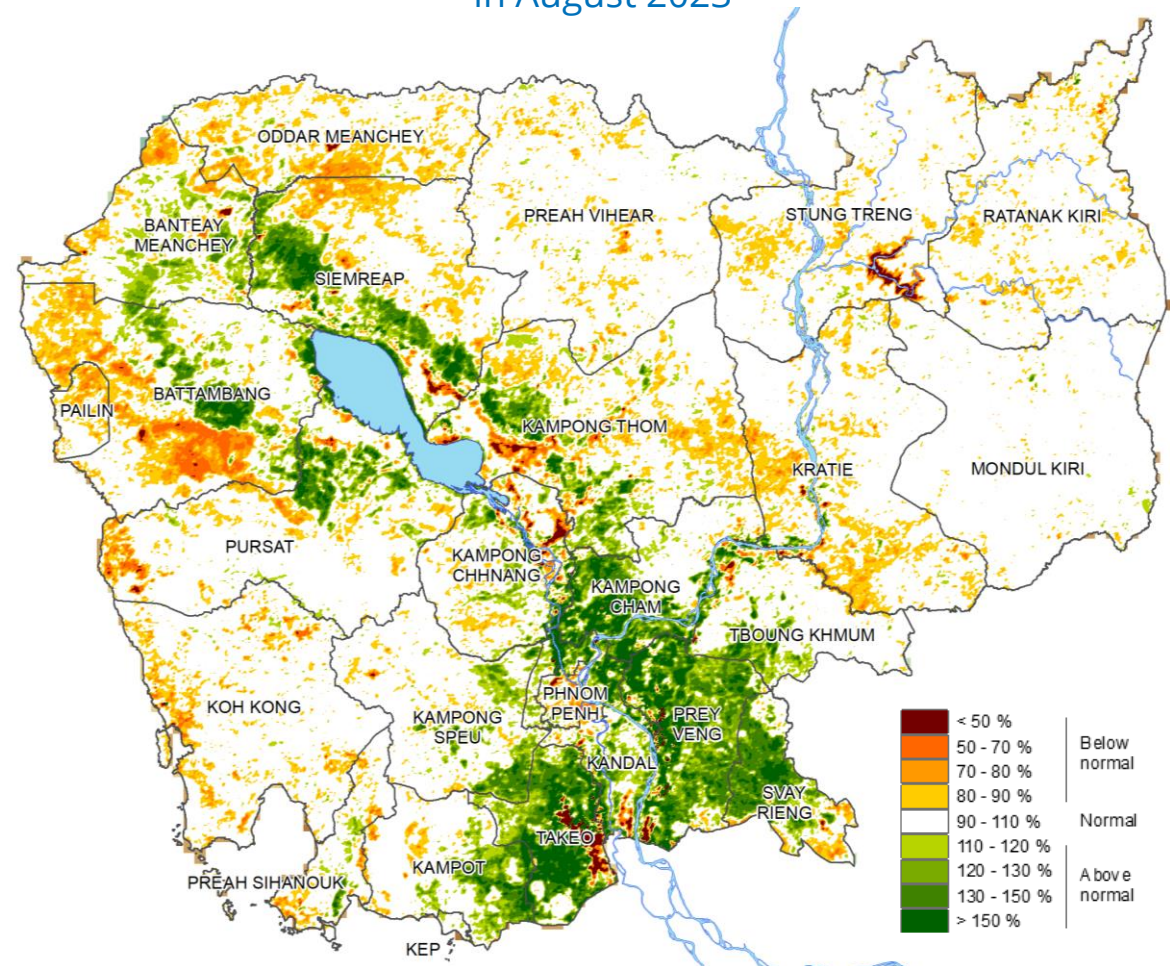 in August 2023
ODDAR MEANCHEY
BANTEAY
MEANCHEY
PREAH VIHEAR
STUNG TRENG
RATANAK KIRI
SIEMREAP
BATTAMBANG
PAILIN
KAMPONG THOM
KRATIE
MONDUL KIRI
PURSAT
KAMPONG
CHHNANG
KAMPONG
CHAM
TBOUNG KHMUM
KOH KONG
KAMPONG
SPEU
PHNOM
PENH
PREY
VENG
KANDAL
SVAY
RIENG
TAKEO
KAMPOT
PREAH SIHANOUK
KEP
< 50 %
50 - 70 %
70 - 80 %
80 - 90 %
Below
normal
90 - 110 %
Normal
110 - 120 %
120 - 130 %
130 - 150 %
> 150 %
Above
normal